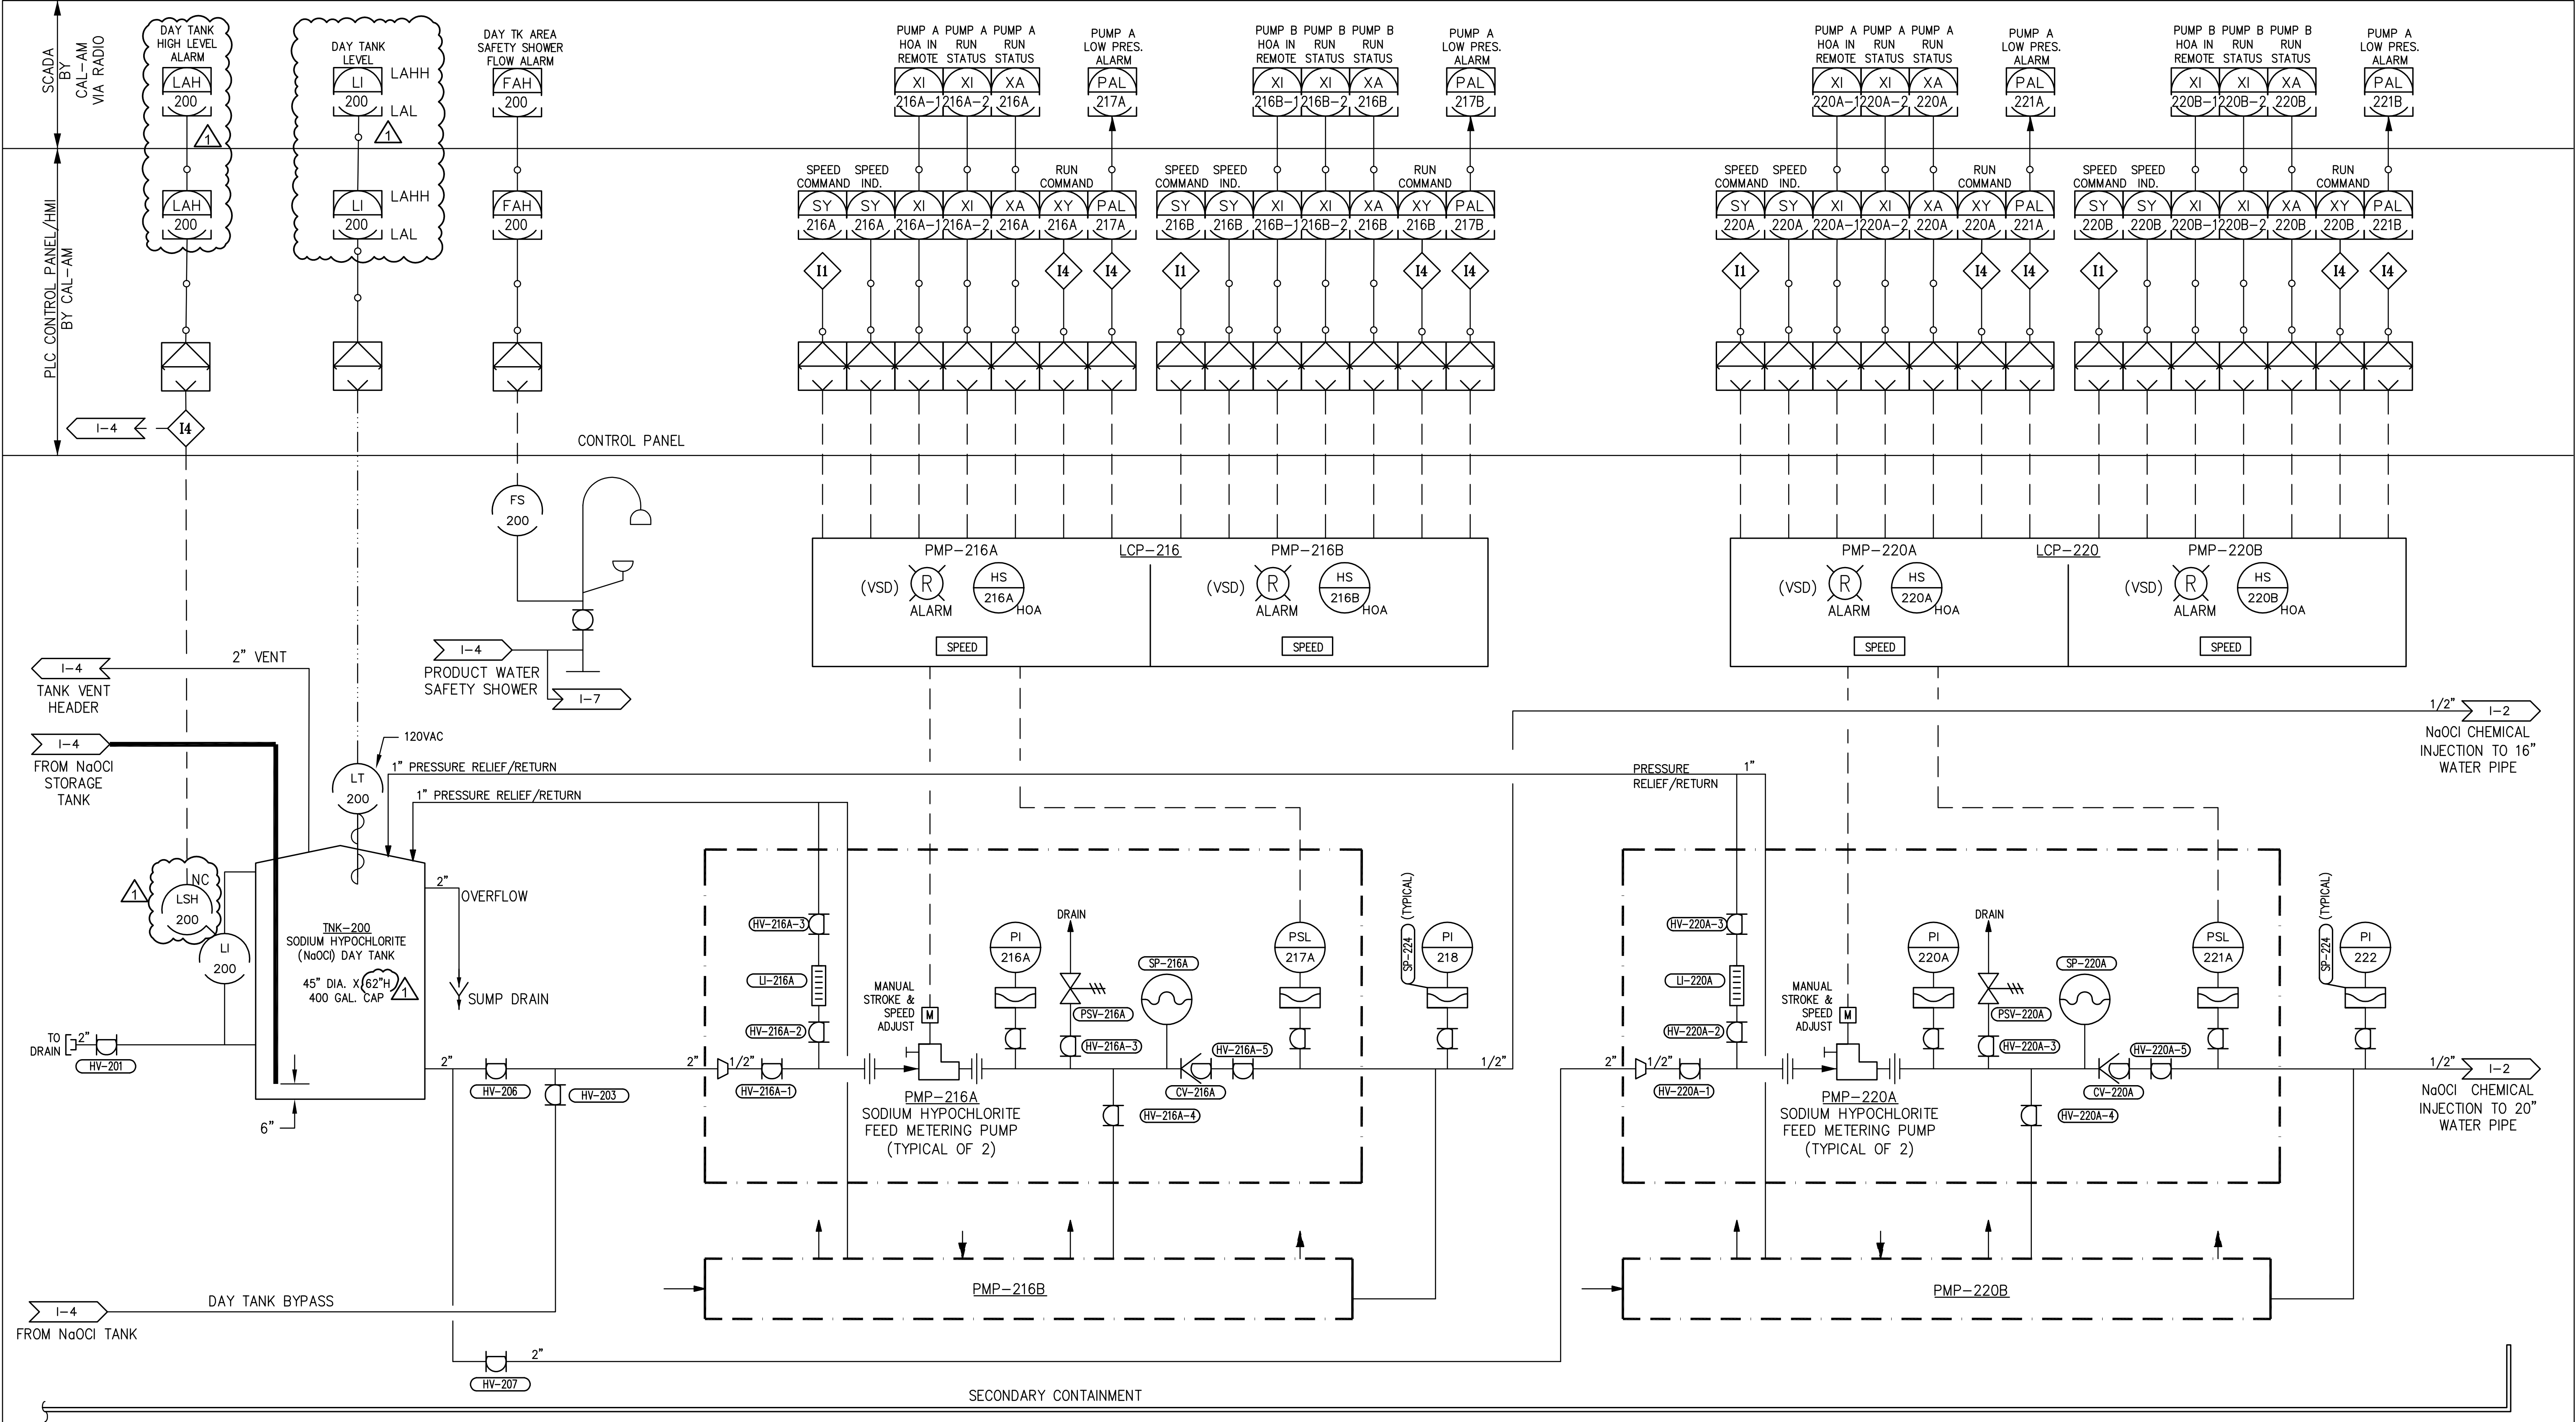 SCADA
BY
CAL-AM
VIA RADIO
DAY TANK
HIGH LEVEL
ALARM
LAH
200
1
DAY TANK
LEVEL
LI
200
LAHH
LAL
1
DAY TK AREA
SAFETY SHOWER
FLOW ALARM
FAH
200
PUMP A PUMP A PUMP A
HOA IN RUN RUN
REMOTE STATUS STATUS
XI XI XA
216A-1 216A-2 216A
PUMP A
LOW PRES.
ALARM
PAL
217A
PUMP B PUMP B PUMP B
HOA IN RUN RUN
REMOTE STATUS STATUS
XI XI XA
216B-1 216B-2 216B
PUMP A
LOW PRES.
ALARM
PAL
217B
PUMP A PUMP A PUMP A
HOA IN RUN RUN
REMOTE STATUS STATUS
XI XI XA
220A-1 220A-2 220A
PUMP A
LOW PRES.
ALARM
PAL
221A
PUMP B PUMP B PUMP B
HOA IN RUN RUN
REMOTE STATUS STATUS
XI XI XA
220B-1 220B-2 220B
PUMP A
LOW PRES.
ALARM
PAL
221B
PLC CONTROL PANEL/HMI
BY CAL-AM
LAH
200
LI
200
LAHH
LAL
FAH
200
SPEED SPEED RUN
COMMAND IND. COMMAND
SY SY XI XI XA XY PAL
216A 216A 216A-1 216A-2 216A 216A 217A
I1 I4 I4
SPEED SPEED RUN
COMMAND IND. COMMAND
SY SY XI XI XA XY PAL
216B 216B 216B-1 216B-2 216B 216B 217B
I1 I4 I4
SPEED SPEED RUN
COMMAND IND. COMMAND
SY SY XI XI XA XY PAL
220A 220A 220A-1 220A-2 220A 220A 221A
I1 I4 I4
SPEED SPEED RUN
COMMAND IND. COMMAND
SY SY XI XI XA XY PAL
220B 220B 220B-1 220B-2 220B 220B 221B
I1 I4 I4
I-4
I4
CONTROL PANEL
FS
200
I-4
PRODUCT WATER
SAFETY SHOWER
I-7
PMP-216A LCP-216 PMP-216B
(VSD) R HS
216A
ALARM HOA
SPEED
(VSD) R HS
216B
ALARM HOA
SPEED
PMP-220A LCP-220 PMP-220B
(VSD) R HS
220A
ALARM HOA
SPEED
(VSD) R HS
220B
ALARM HOA
SPEED
I-4
2" VENT
TANK VENT
HEADER
I-4
FROM NaOCl
STORAGE
TANK
120VAC
LT
200
1" PRESSURE RELIEF/RETURN
1" PRESSURE RELIEF/RETURN
PRESSURE 1"
RELIEF/RETURN
1/2" I-2
NaOCl CHEMICAL
INJECTION TO 16"
WATER PIPE
1
NC
LSH
200
LI
200
TNK-200
SODIUM HYPOCHLORITE
(NaOCl) DAY TANK
45" DIA. X 62"H
400 GAL. CAP
1
2"
OVERFLOW
SUMP DRAIN
TO
DRAIN
2"
HV-201
6"
2"
HV-206
HV-203
2" 1/2"
HV-216A-1
HV-216A-3
LI-216A
HV-216A-2
MANUAL
STROKE &
SPEED
ADJUST
M
PMP-216A
SODIUM HYPOCHLORITE
FEED METERING PUMP
(TYPICAL OF 2)
PI
216A
DRAIN
PSV-216A
HV-216A-3
SP-216A
HV-216A-5
CV-216A
HV-216A-4
PSL
217A
SP-224 (TYPICAL)
PI
218
1/2"
2" 1/2"
HV-220A-1
HV-220A-3
LI-220A
HV-220A-2
MANUAL
STROKE &
SPEED
ADJUST
M
PMP-220A
SODIUM HYPOCHLORITE
FEED METERING PUMP
(TYPICAL OF 2)
PI
220A
DRAIN
PSV-220A
HV-220A-3
SP-220A
HV-220A-5
CV-220A
HV-220A-4
PSL
221A
SP-224 (TYPICAL)
PI
222
1/2" I-2
NaOCl CHEMICAL
INJECTION TO 20"
WATER PIPE
PMP-216B
PMP-220B
I-4
DAY TANK BYPASS
FROM NaOCl TANK
2"
HV-207
SECONDARY CONTAINMENT